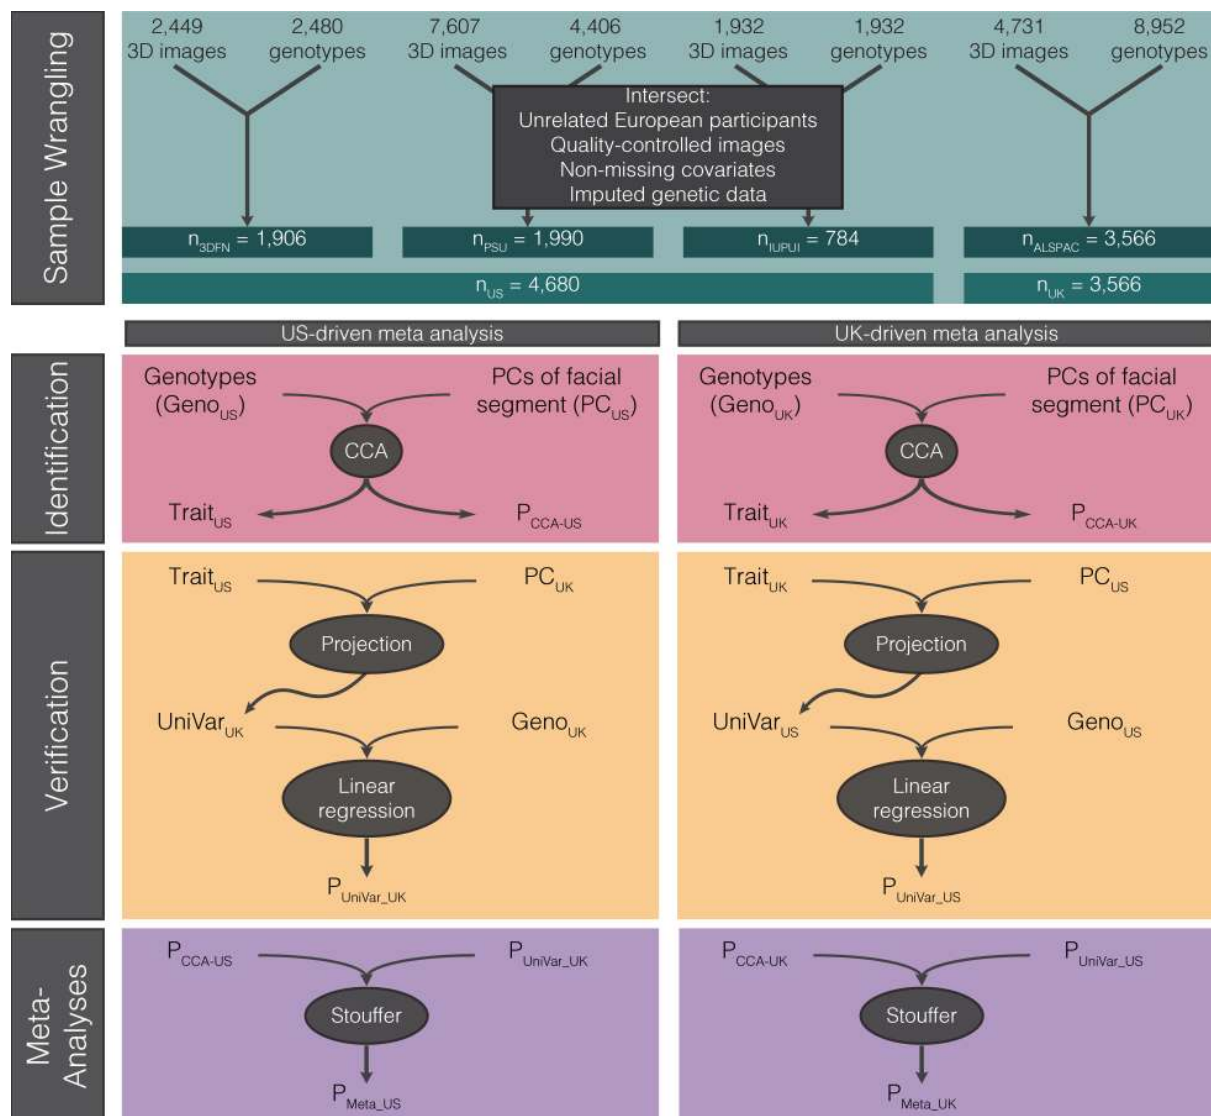 Sample Wrangling
2,449
3D images
2,480
genotypes
7,607
3D images
4,406
genotypes
1,932
3D images
1,932
genotypes
4,731
3D images
8,952
genotypes
Intersect:
Unrelated European participants
Quality-controlled images
Non-missing covariates
Imputed genetic data
n3DFN = 1,906
nPSU = 1,990
nIUPUI = 784
nALSPAC = 3,566
nUS = 4,680
nUK = 3,566
US-driven meta analysis
UK-driven meta analysis
Identification
Genotypes
(GenoUS)
PCs of facial
segment (PCUS)
CCA
TraitUS
PCCA-US
Genotypes
(GenoUK)
PCs of facial
segment (PCUK)
CCA
TraitUK
PCCA-UK
Verification
TraitUS
PCUK
Projection
UniVarUK
GenoUK
Linear
regression
PUniVar_UK
TraitUK
PCUS
Projection
UniVarUS
GenoUS
Linear
regression
PUniVar_US
Meta-
Analyses
PCCA-US
PUniVar_UK
Stouffer
PMeta_US
PCCA-UK
PUniVar_US
Stouffer
PMeta_UK